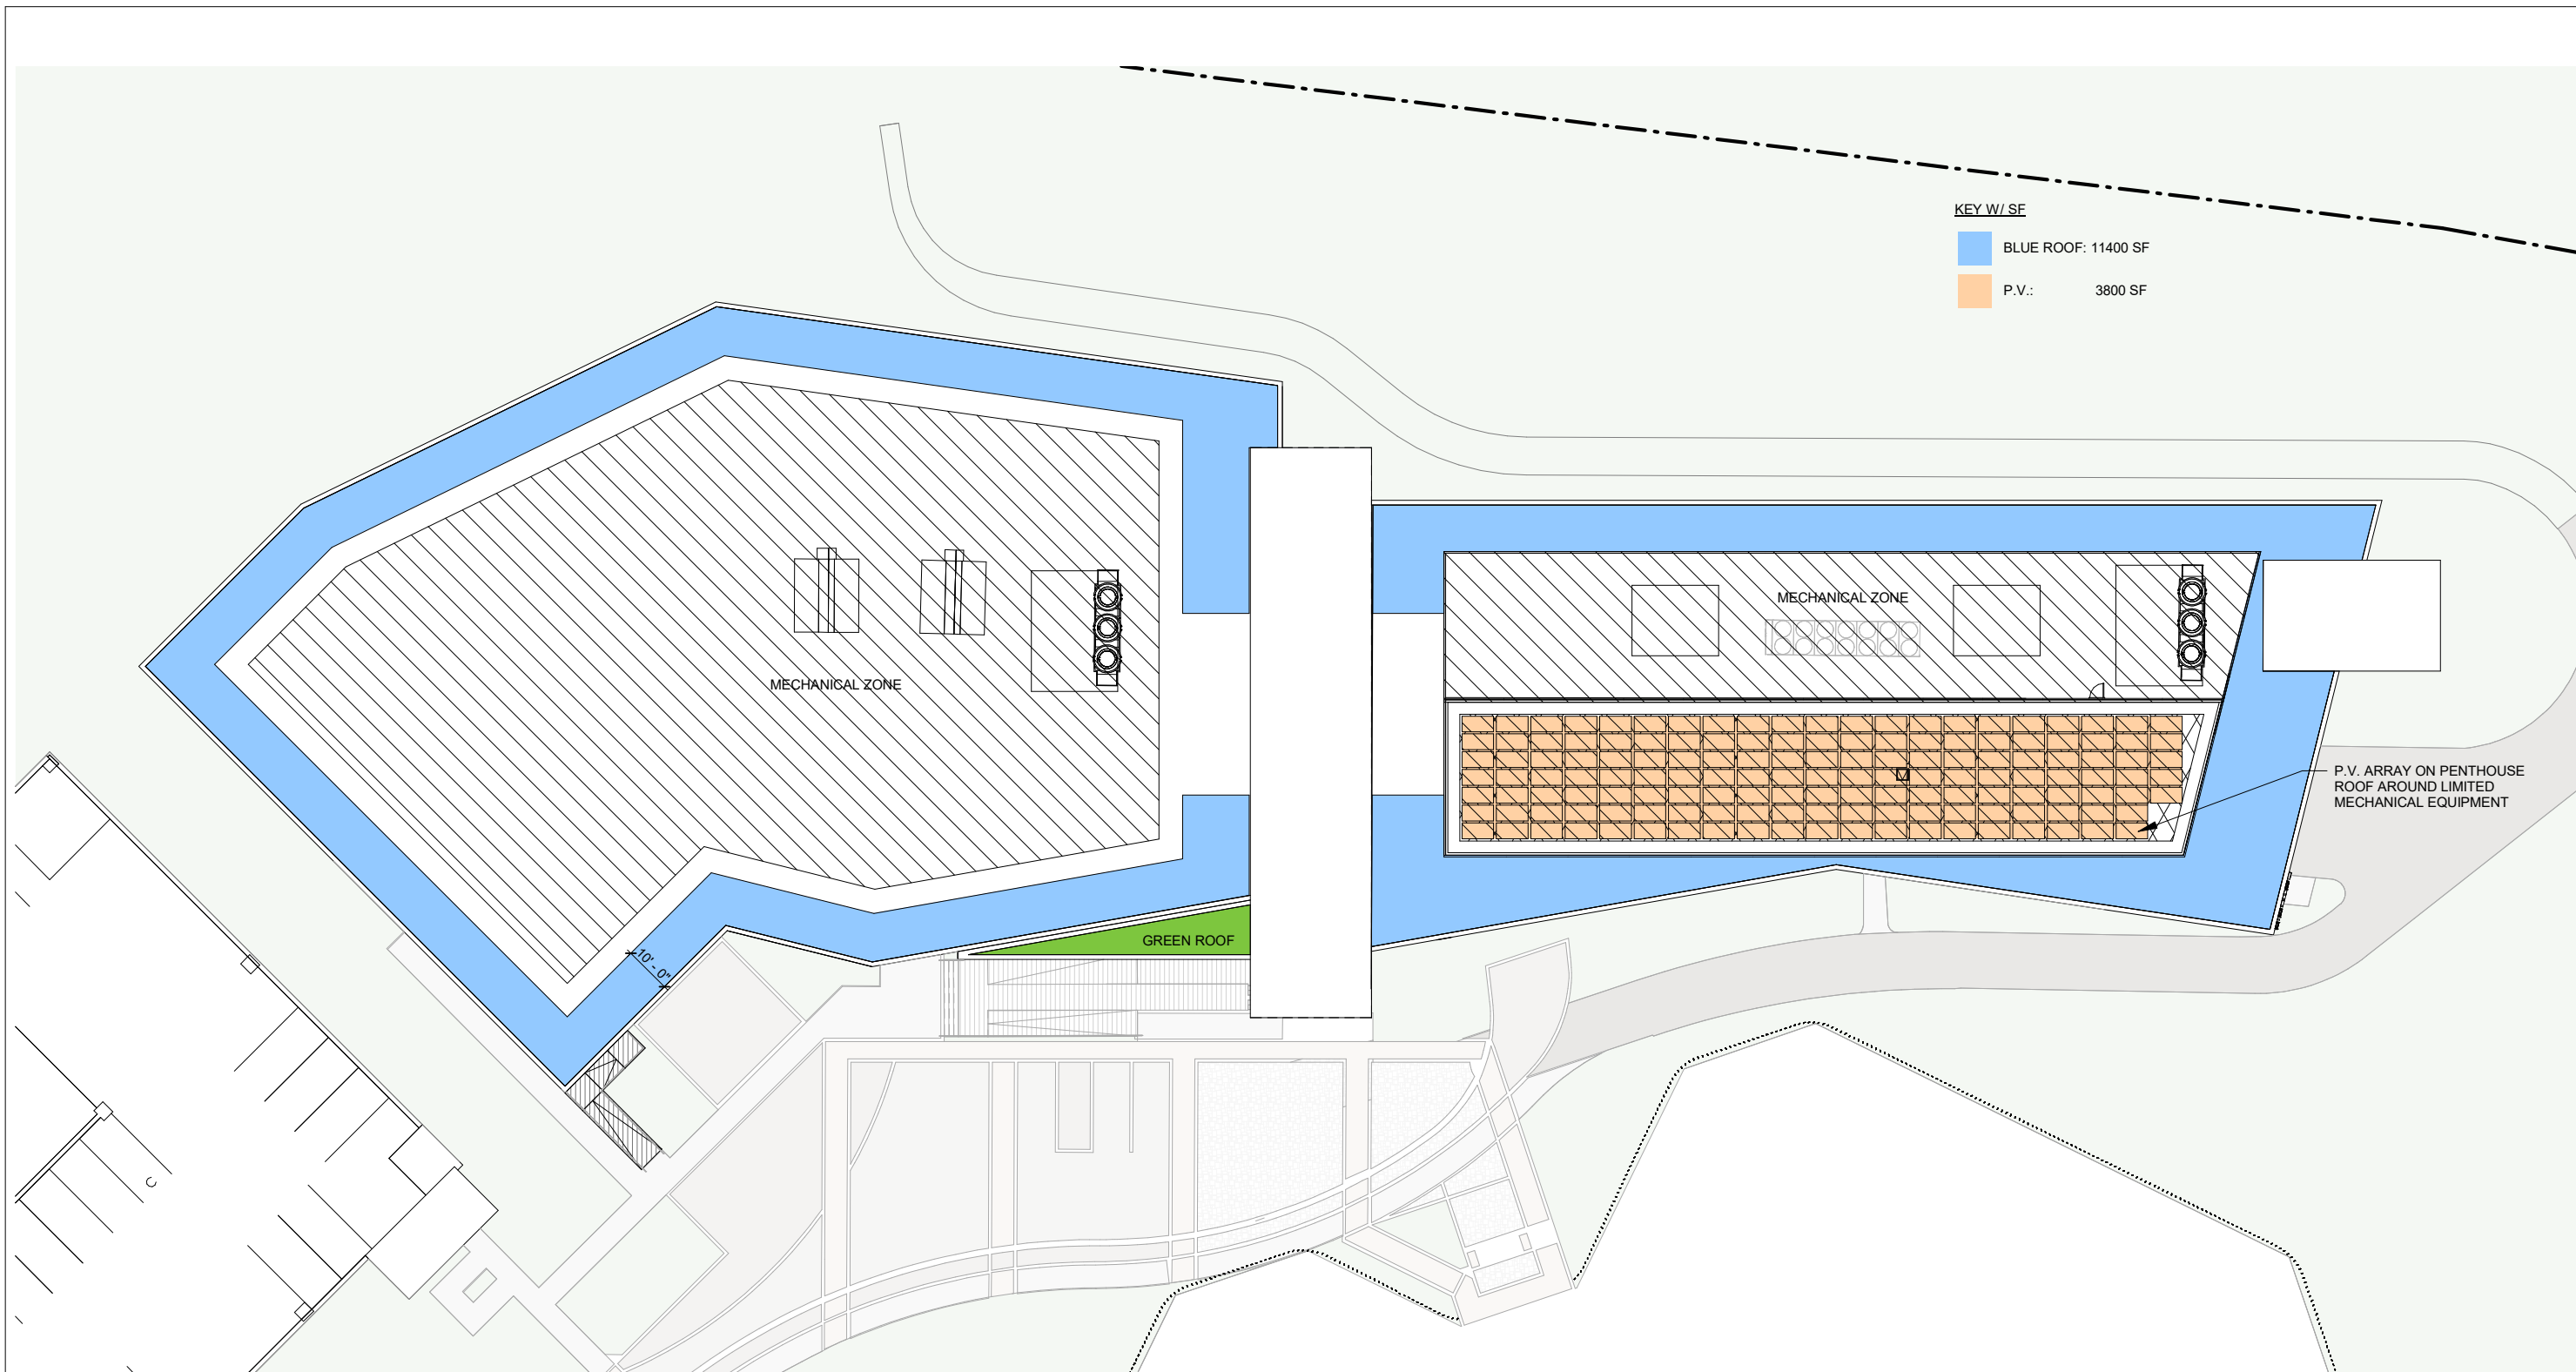 KEY W/ SF
BLUE ROOF: 11400 SF
P.V.: 3800 SF
MECHANICAL ZONE
MECHANICAL ZONE
P.V. ARRAY ON PENTHOUSE
ROOF AROUND LIMITED
MECHANICAL EQUIPMENT
GREEN ROOF
10' - 0"
C